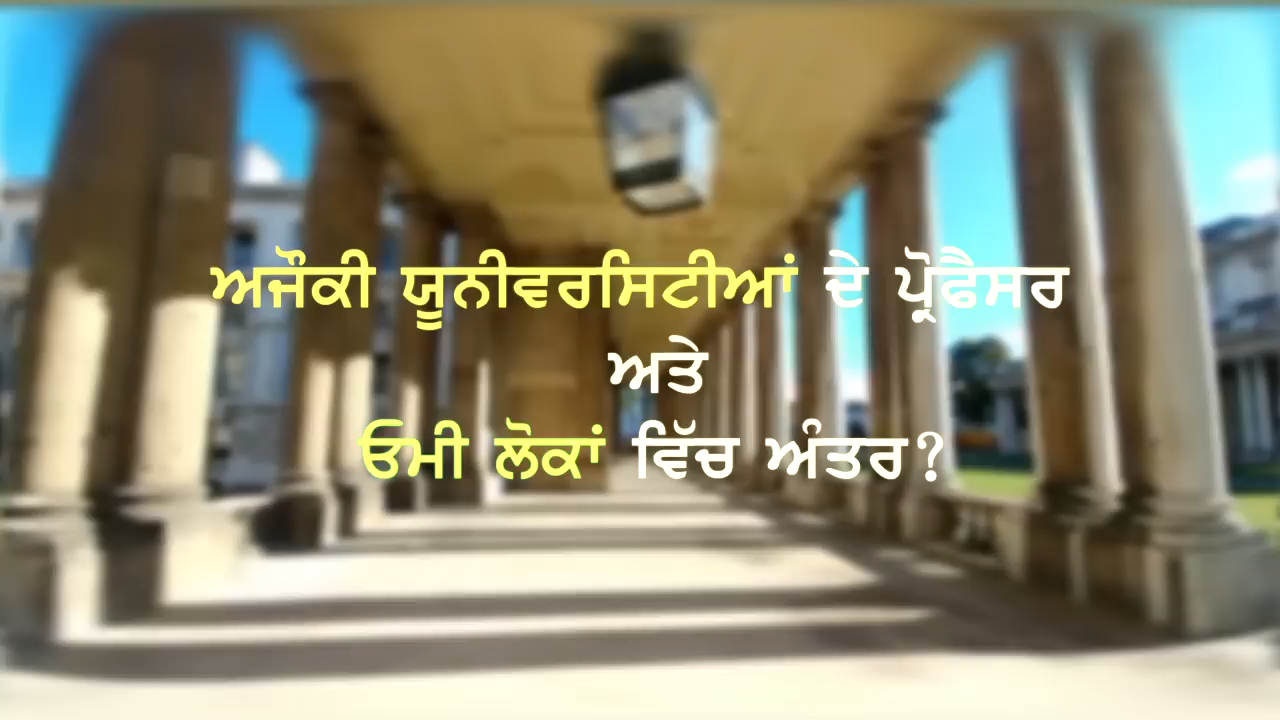 ਅਜੌਕੀ ਯੂਨੀਵਰਸਿਟੀਆਂ ਦੇ ਪ੍ਰੋਫੈਸਰ
ਅਤੇ
ਓਮੀ ਲੋਕਾਂ ਵਿੱਚ ਅੰਤਰ?